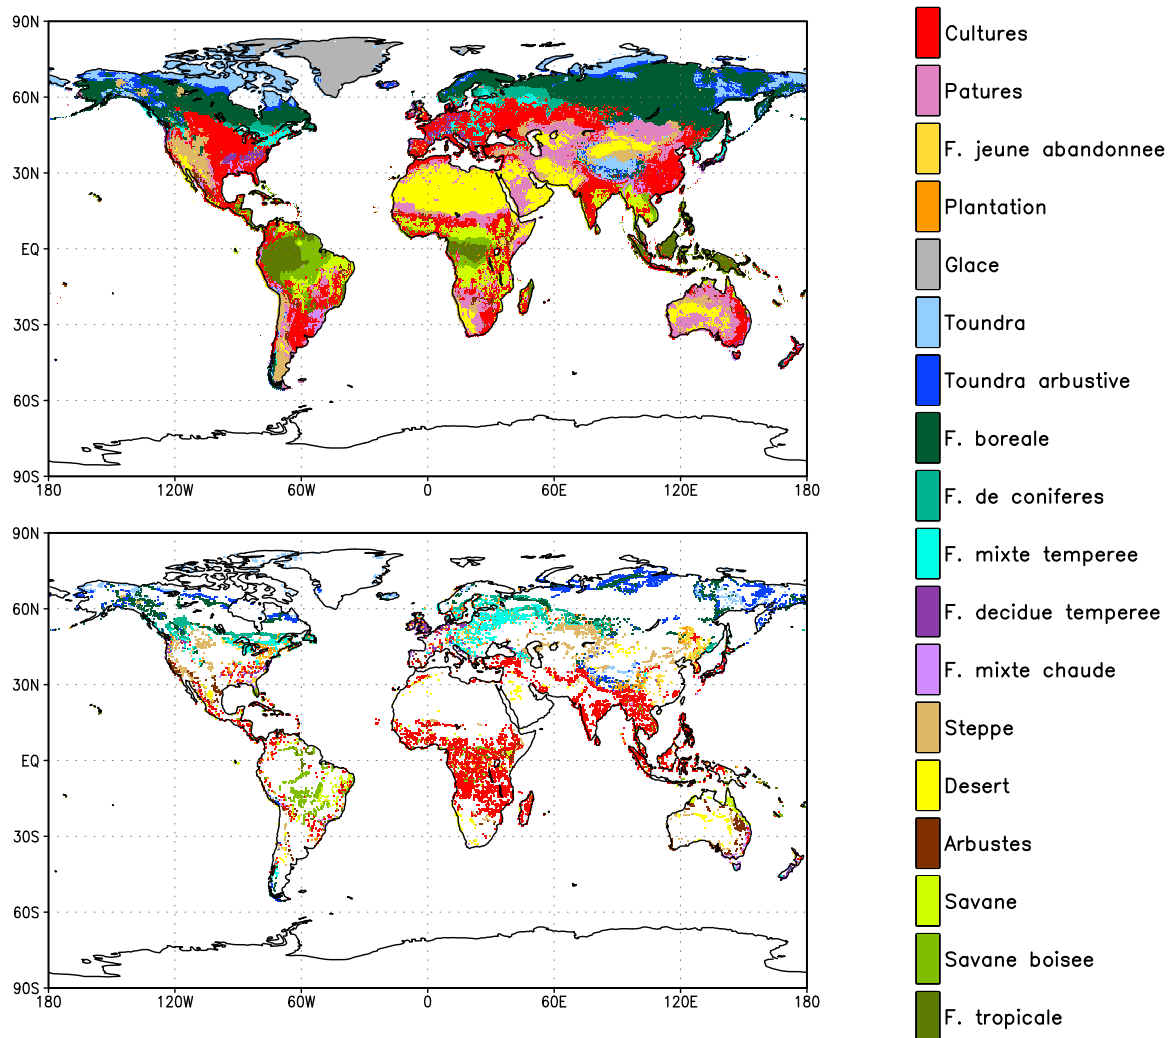 90N
60N
30N
EQ
30S
60S
90S
180 120W 60W 0 60E 120E 180
90N
60N
30N
EQ
30S
60S
90S
180 120W 60W 0 60E 120E 180
Cultures
Patures
F. jeune abandonnee
Plantation
Glace
Toundra
Toundra arbustive
F. boreale
F. de coniferes
F. mixte temperee
F. decidue temperee
F. mixte chaude
Steppe
Desert
Arbustes
Savane
Savane boisee
F. tropicale